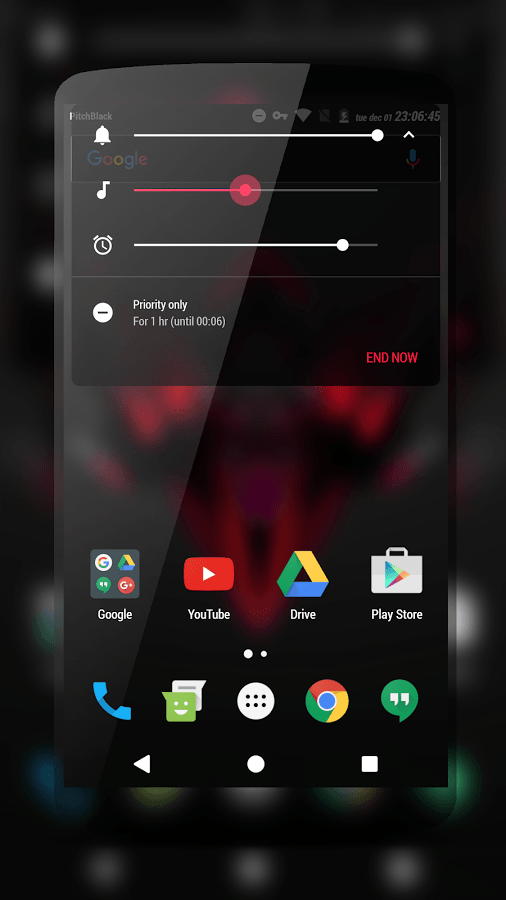 PitchBlack
tue dec 01 23:06:45
Google
Priority only
For 1 hr (until 00:06)
END NOW
Google
YouTube
Drive
Play Store